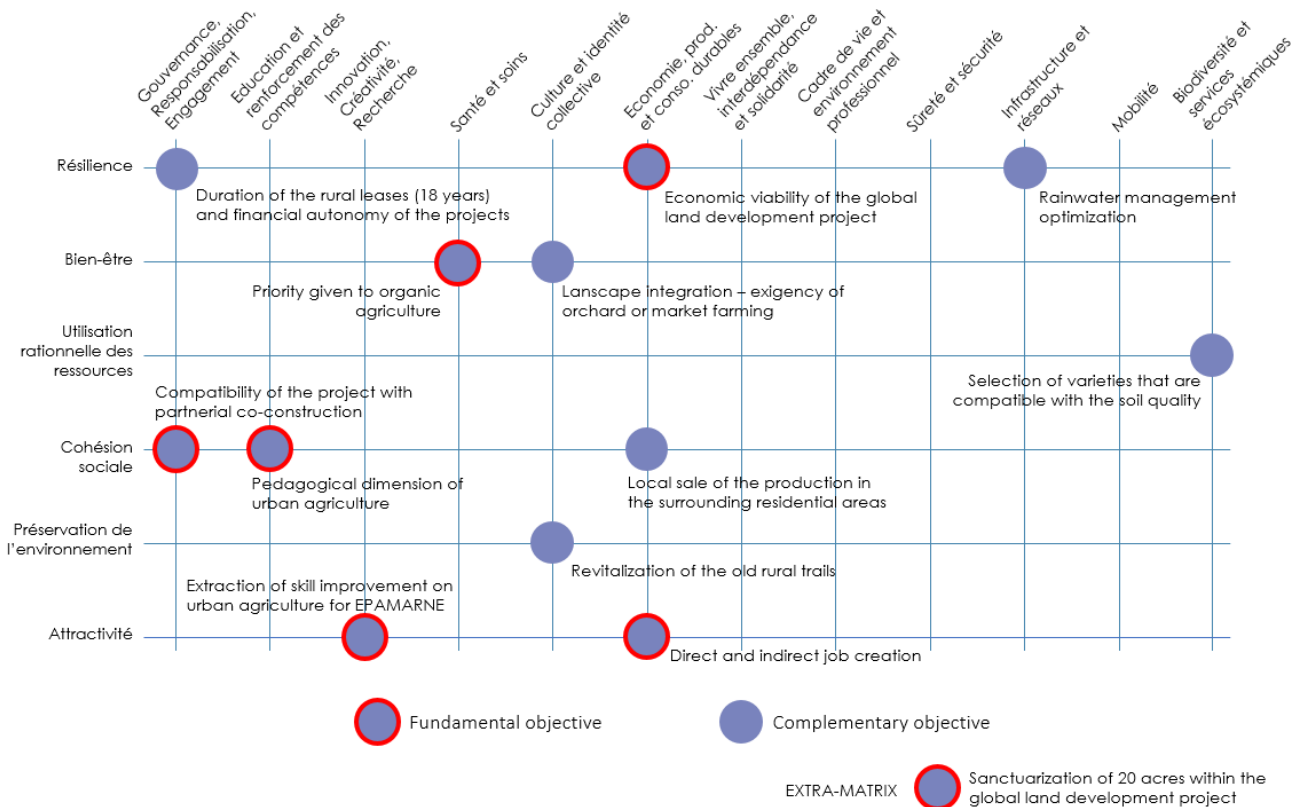 Gouvernance,
Responsabilisation,
Engagement
Education et
renforcement des
compétences
Innovation,
Créativité,
Recherche
Santé et soins
Culture et identité
collective
Economie, prod.
et conso. durables
Vivre ensemble,
interdépendance
et solidarité
Cadre de vie et
environnement
professionnel
Sûreté et sécurité
Infrastructure et
réseaux
Mobilité
Biodiversité et
services
écosystémiques
Résilience
Duration of the rural leases (18 years)
and financial autonomy of the projects
Economic viability of the global
land development project
Rainwater management
optimization
Bien-être
Priority given to organic
agriculture
Lanscape integration – exigency of
orchard or market farming
Utilisation
rationnelle des
ressources
Selection of varieties that are
compatible with the soil quality
Compatibility of the project with
partnerial co-construction
Cohésion
sociale
Pedagogical dimension of
urban agriculture
Local sale of the production in
the surrounding residential areas
Préservation de
l'environnement
Revitalization of the old rural trails
Extraction of skill improvement on
urban agriculture for EPAMARNE
Attractivité
Direct and indirect job creation
Fundamental objective
Complementary objective
EXTRA-MATRIX
Sanctuarization of 20 acres within the
global land development project